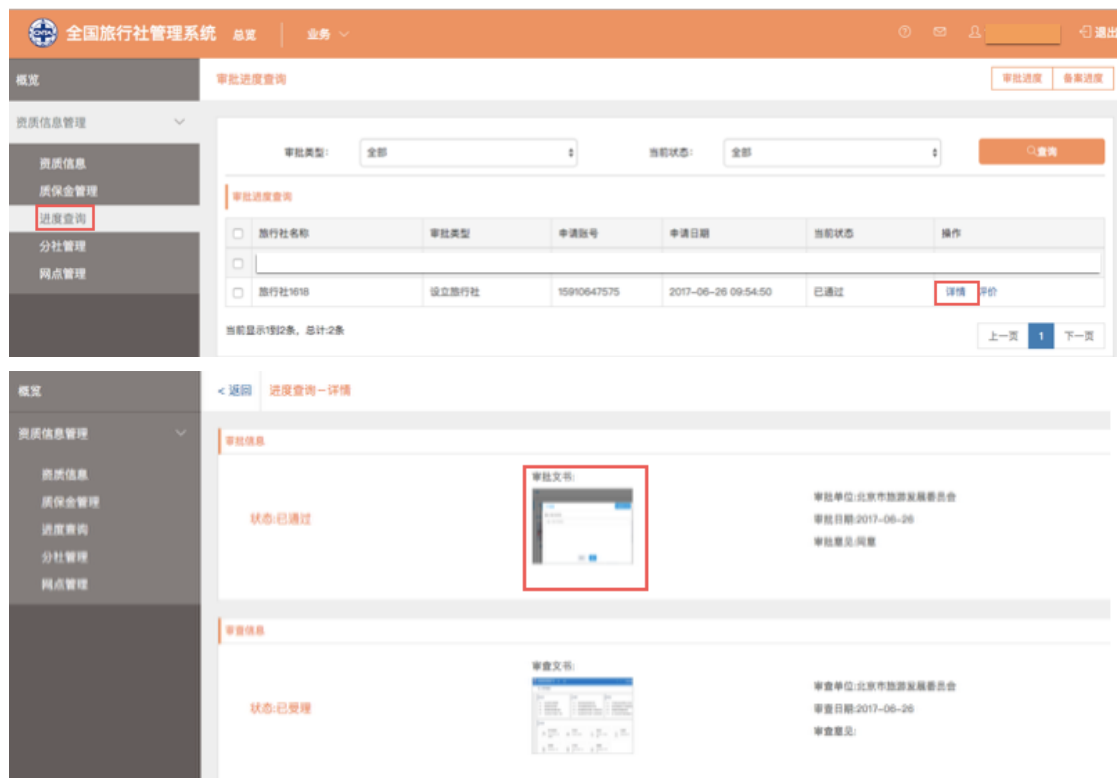 全国旅行社管理系统 总览 业务 退出
概览 审批进度查询 审批进度 备案进度
资质信息管理
审批类型: 全部 当前状态: 全部 查询
资质信息
质保金管理 审批进度查询
进度查询
旅行社名称 审批类型 申请账号 申请日期 当前状态 操作
分社管理
网点管理
旅行社1618 设立旅行社 15910647575 2017-06-26 09:54:50 已通过 详情 评价
当前显示1到2条，总计:2条
上一页 1 下一页
概览 < 返回 进度查询-详情
资质信息管理
审批信息
资质信息 审批文书:
质保金管理 审批单位:北京市旅游发展委员会
进度查询 状态:已通过 审批日期:2017-06-26
分社管理 审批意见:同意
网点管理
审查信息
审查文书:
审查单位:北京市旅游发展委员会
状态:已受理 审查日期:2017-06-26
审查意见: